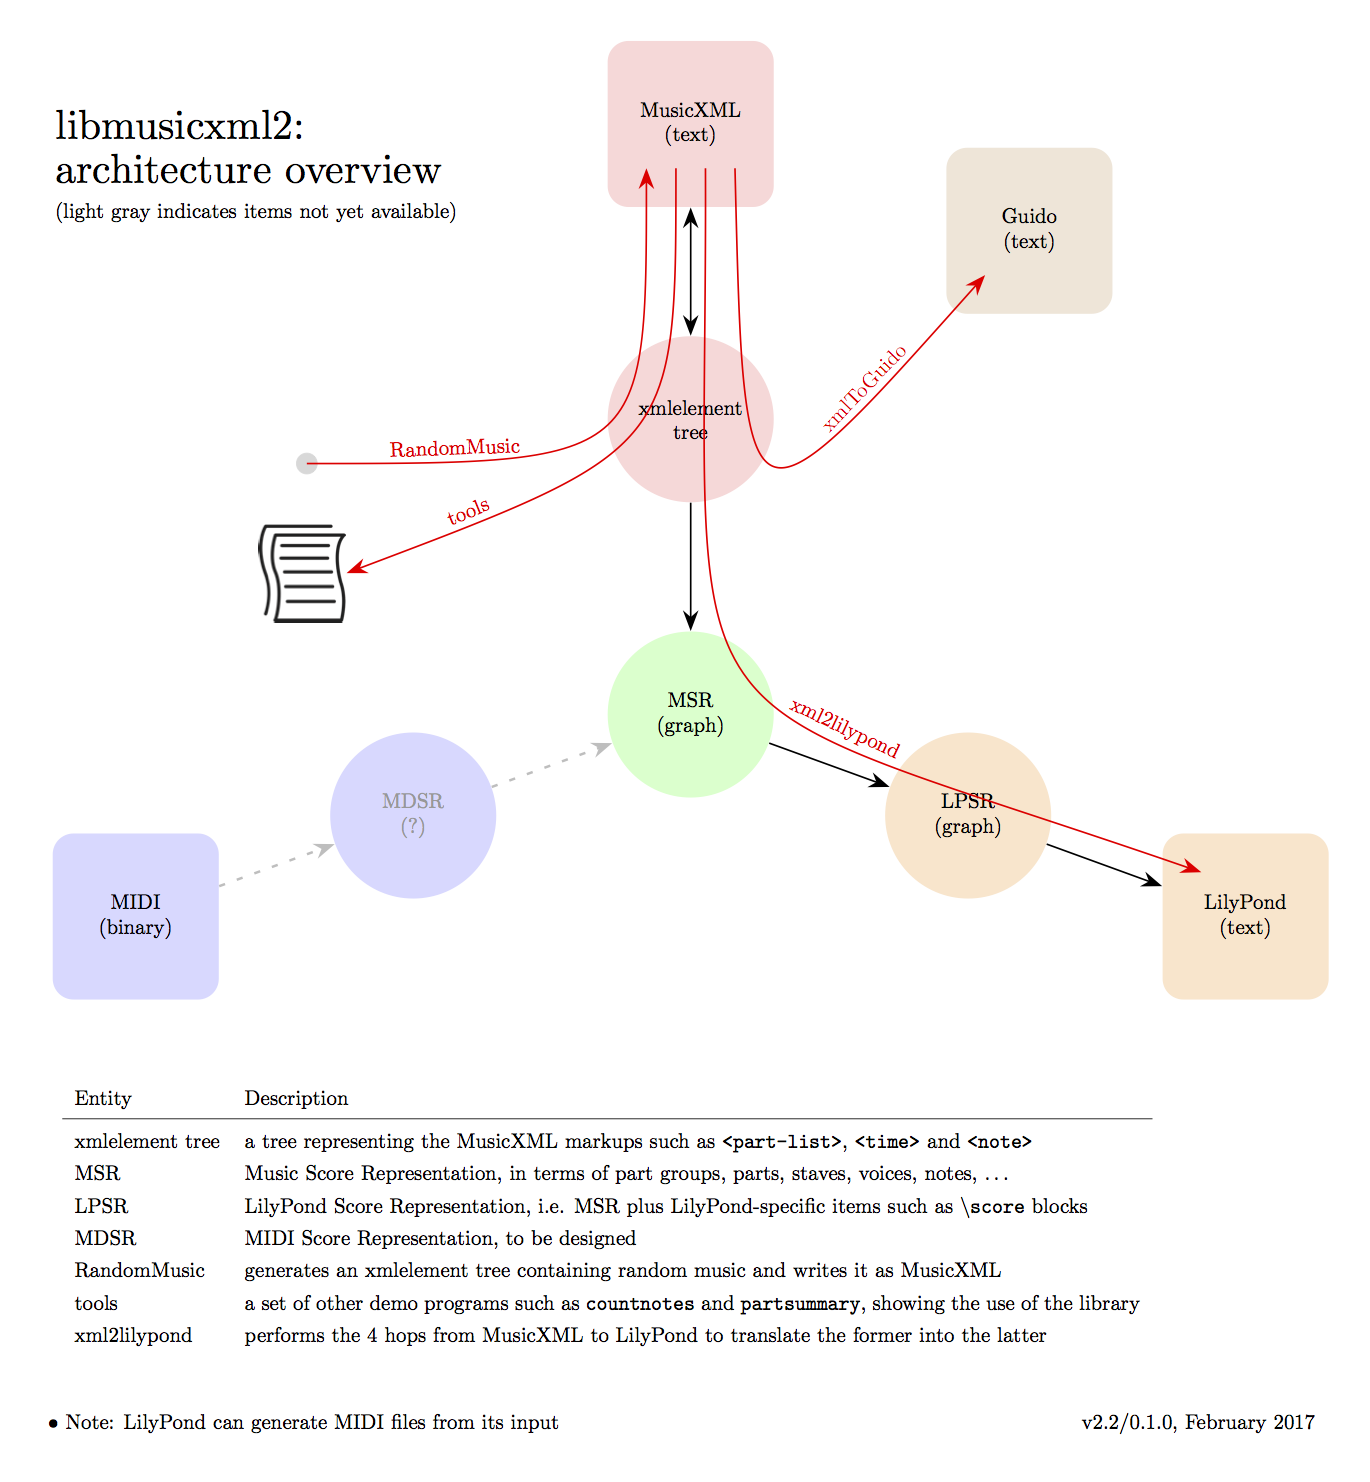 libmusicxml2:
architecture overview
(light gray indicates items not yet available)
MusicXML
(text)
Guido
(text)
xmlToGuido
xmlelement
tree
RandomMusic
tools
MSR
(graph)
xml2lilypond
MDSR
(?)
LPSR
(graph)
MIDI
(binary)
LilyPond
(text)
Entity Description
xmlelement tree a tree representing the MusicXML markups such as <part-list>, <time> and <note>
MSR Music Score Representation, in terms of part groups, parts, staves, voices, notes, ...
LPSR LilyPond Score Representation, i.e. MSR plus LilyPond-specific items such as \score blocks
MDSR MIDI Score Representation, to be designed
RandomMusic generates an xmlelement tree containing random music and writes it as MusicXML
tools a set of other demo programs such as countnotes and partsummary, showing the use of the library
xml2lilypond performs the 4 hops from MusicXML to LilyPond to translate the former into the latter
• Note: LilyPond can generate MIDI files from its input
v2.2/0.1.0, February 2017